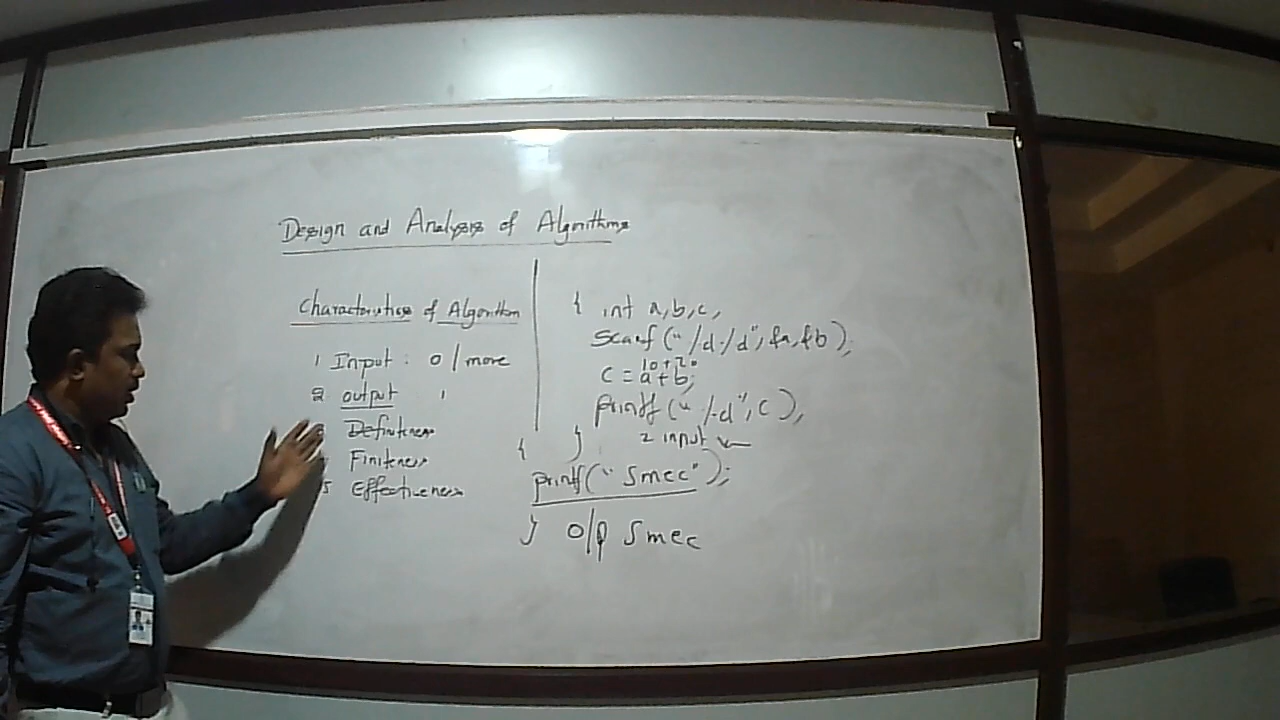 Design and Analysis of Algorithms
Characteristics of Algorithm
1 Input : 0 / more
2 output 1
Definiteness
Finiteness
5 Effectiveness
{ int a,b,c,
Scanf("/.d./.d",&a,&b);
10+20
c = a+b;
printf("/.d",c);
} 2 input
{
printf("Smec");
} o/p Smec